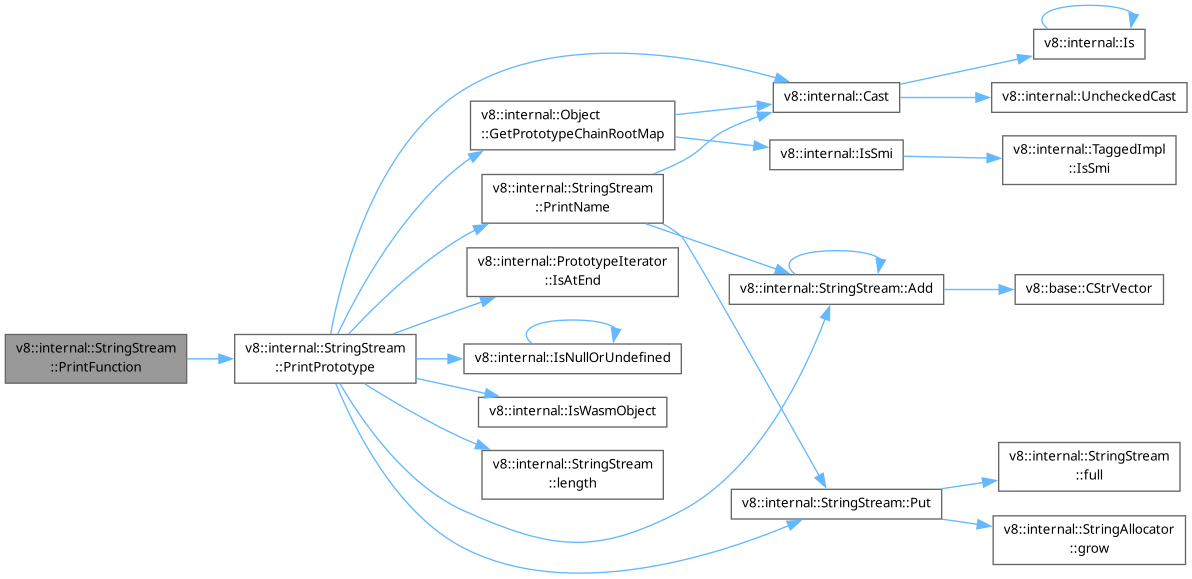 v8::internal::StringStream
::PrintFunction
v8::internal::StringStream
::PrintPrototype
v8::internal::Object
::GetPrototypeChainRootMap
v8::internal::StringStream
::PrintName
v8::internal::PrototypeIterator
::IsAtEnd
v8::internal::IsNullOrUndefined
v8::internal::IsWasmObject
v8::internal::StringStream
::length
v8::internal::Cast
v8::internal::IsSmi
v8::internal::StringStream::Add
v8::internal::StringStream::Put
v8::internal::Is
v8::internal::UncheckedCast
v8::internal::TaggedImpl
::IsSmi
v8::base::CStrVector
v8::internal::StringStream
::full
v8::internal::StringAllocator
::grow